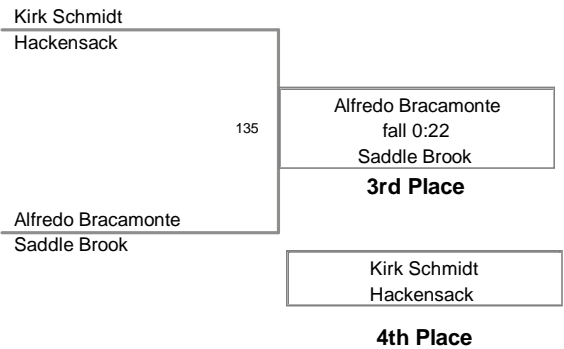 Kirk Schmidt
Hackensack
135
Alfredo Bracamonte
fall 0:22
Saddle Brook
3rd Place
Alfredo Bracamonte
Saddle Brook
Kirk Schmidt
Hackensack
4th Place